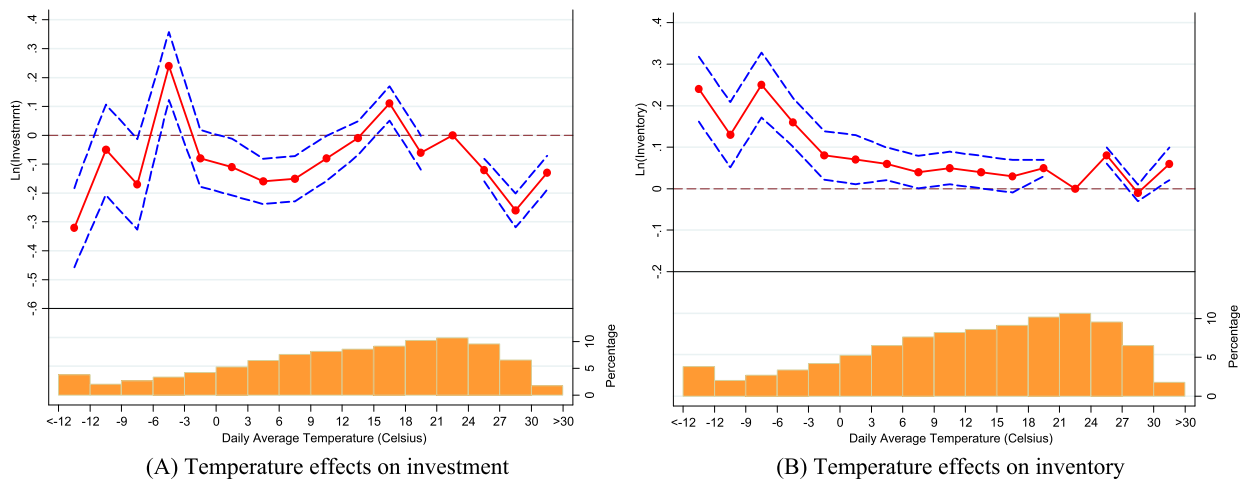 .4
.3
.2
.1
0
-.1
-.2
-.3
-.4
-.5
-.6
Ln(Investmrnt)
10
5
0
Percentage
<-12 -12 -9 -6 -3 0 3 6 9 12 15 18 21 24 27 30 >30
Daily Average Temperature (Celsius)
(A) Temperature effects on investment
.4
.3
.2
.1
0
-.1
-.2
Ln(Inventory)
10
5
0
Percentage
<-12 -12 -9 -6 -3 0 3 6 9 12 15 18 21 24 27 30 >30
Daily Average Temperature (Celsius)
(B) Temperature effects on inventory